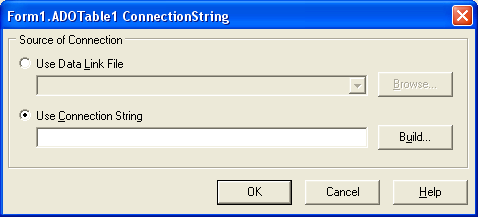 Form1.ADOTable1 ConnectionString
Source of Connection
Use Data Link File
Browse...
Use Connection String
Build...
OK
Cancel
Help